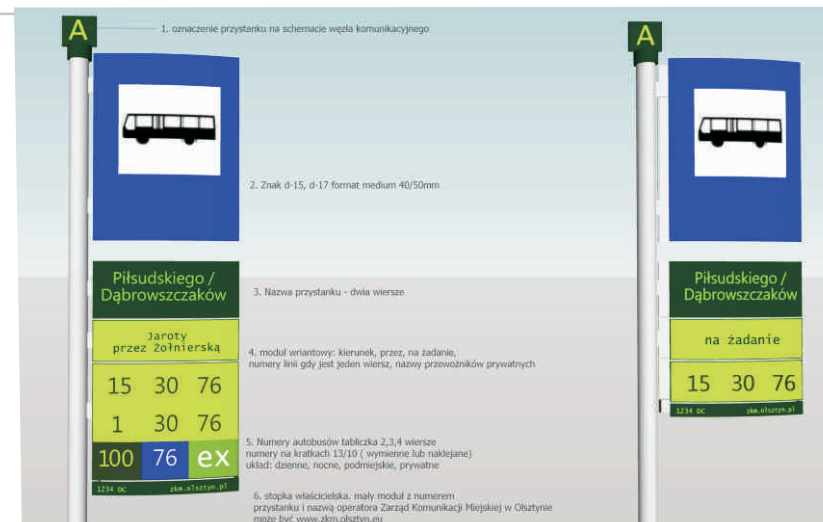 A
1. oznaczenie przystanku na schemacie węzła komunikacyjnego
2. Znak d-15, d-17 format medium 40/50mm
Piłsudskiego /
Dąbrowszczaków
3. Nazwa przystanku - dwia wiersze
Jaroty
przez Żołnierską
4. moduł wriantowy: kierunek, przez, na żadanie,
numery linii gdy jest jeden wiersz, nazwy przewoźników prywatnych
15 30 76
1 30 76
100 76 ex
5. Numery autobusów tabliczka 2,3,4 wiersze
numery na kratkach 13/10 ( wymienne lub naklejane)
układ: dzienne, nocne, podmiejskie, prywatne
1234 DC zkm.olsztyn.pl
6. stopka właścicielska. mały moduł z numerem
przystanku i nazwą operatora Zarząd Komunikacji Miejskiej w Olsztynie
może być www.zkm.olsztyn.eu
A
Piłsudskiego /
Dąbrowszczaków
na żadanie
15 30 76
1234 DC zkm.olsztyn.pl